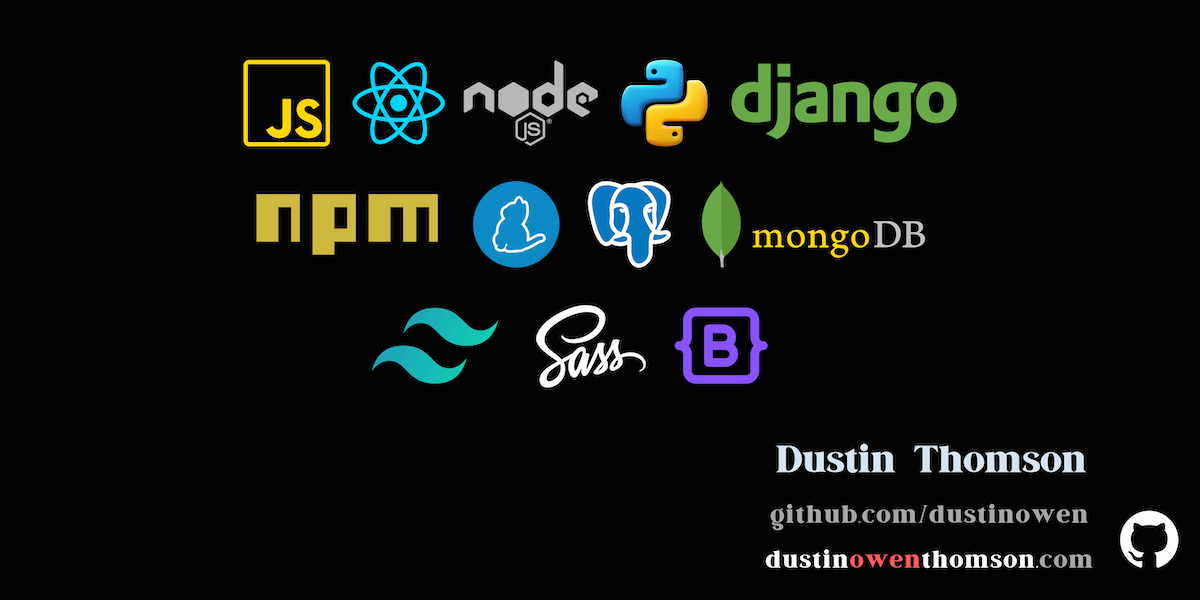 JS node JS® django
npm mongoDB
Sass B
Dustin Thomson
github.com/dustinowen
dustinowenthomson.com